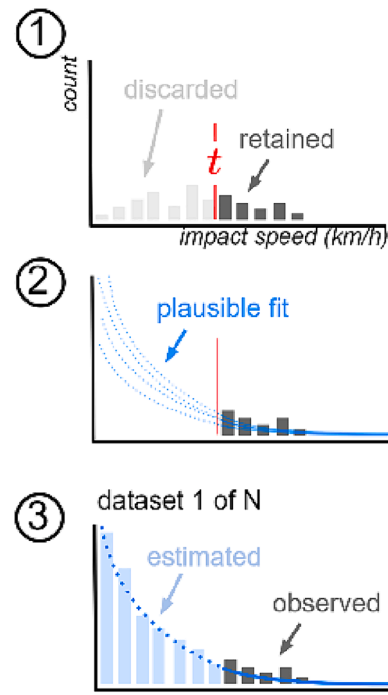 1
count
discarded
t
retained
impact speed (km/h)
2
plausible fit
3
dataset 1 of N
estimated
observed